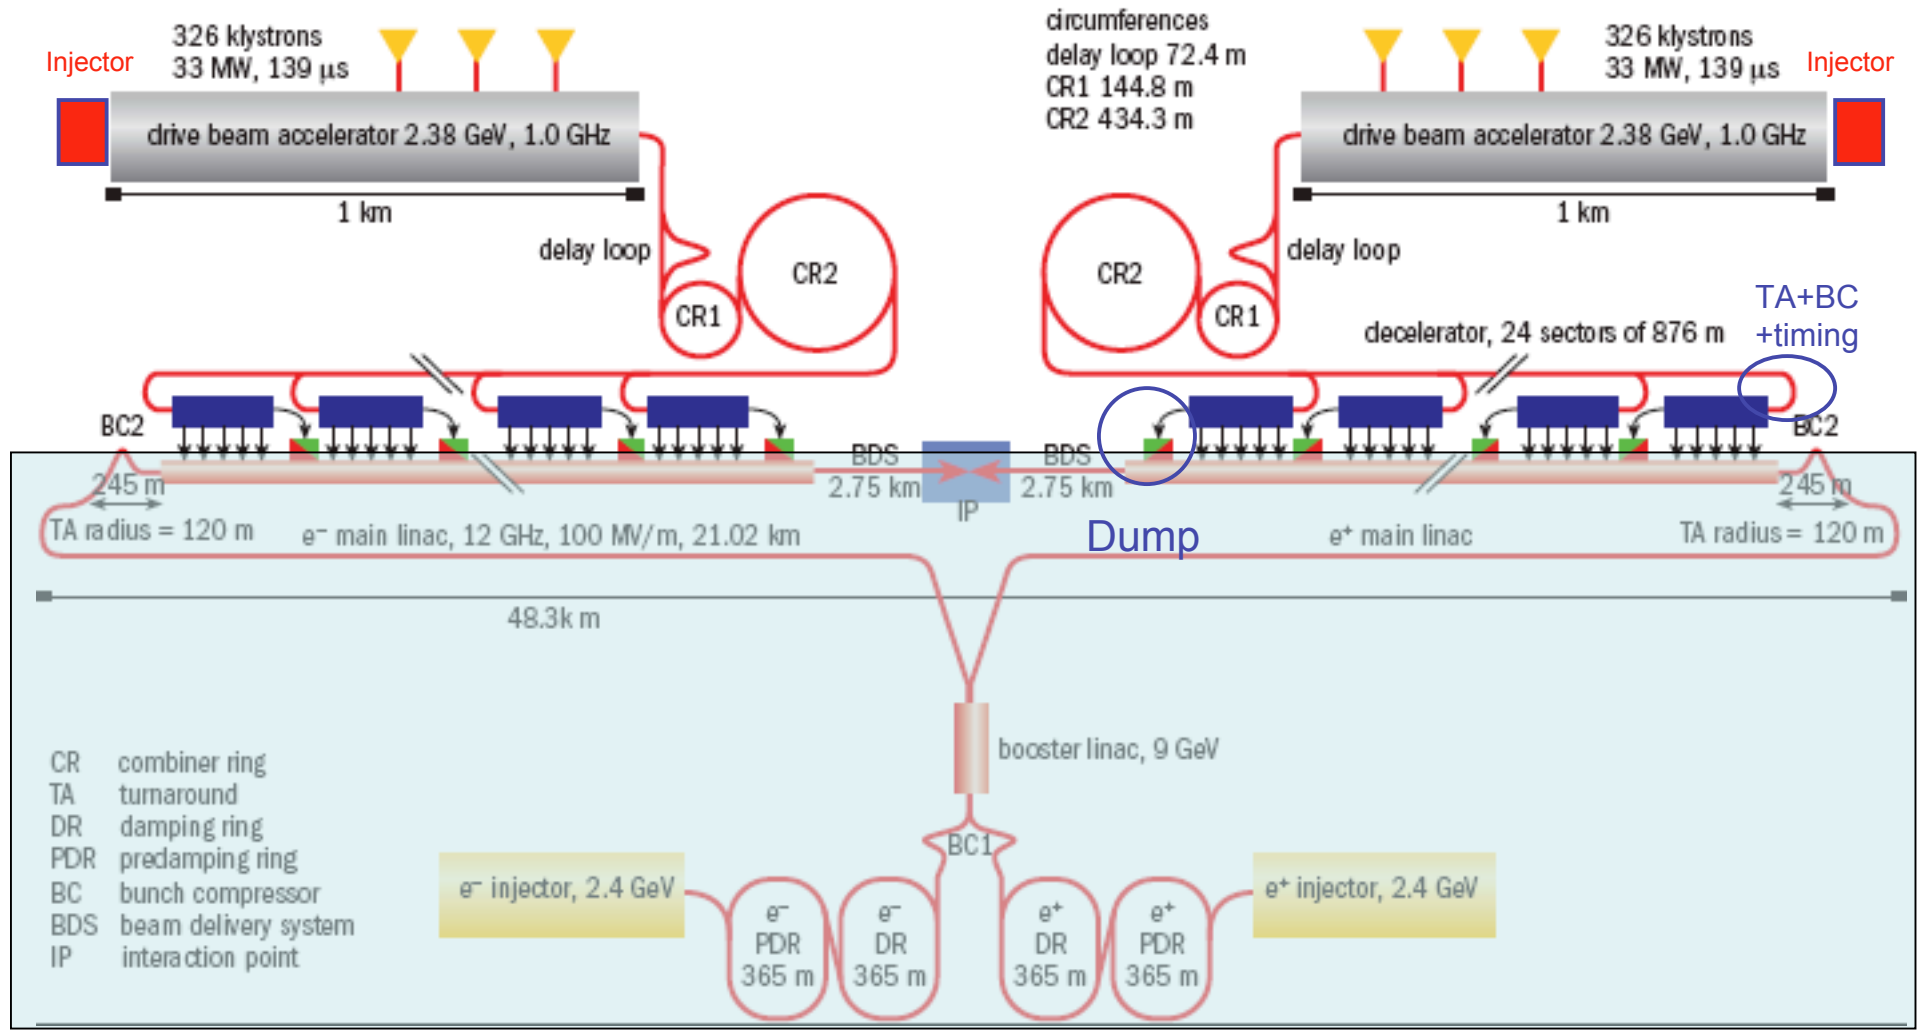 Injector
326 klystrons
33 MW, 139 μs
drive beam accelerator 2.38 GeV, 1.0 GHz
1 km
circumferences
delay loop 72.4 m
CR1 144.8 m
CR2 434.3 m
326 klystrons
33 MW, 139 μs
Injector
drive beam accelerator 2.38 GeV, 1.0 GHz
1 km
delay loop
CR1
CR2
CR2
CR1
delay loop
decelerator, 24 sectors of 876 m
TA+BC
+timing
BC2
BC2
BDS
2.75 km
IP
BDS
2.75 km
245 m
TA radius = 120 m
e⁻ main linac, 12 GHz, 100 MV/m, 21.02 km
Dump
e⁺ main linac
245 m
TA radius = 120 m
48.3k m
booster linac, 9 GeV
BC1
CR combiner ring
TA turnaround
DR damping ring
PDR predamping ring
BC bunch compressor
BDS beam delivery system
IP interaction point
e⁻ injector, 2.4 GeV
e⁻
PDR
365 m
e⁻
DR
365 m
e⁺
DR
365 m
e⁺
PDR
365 m
e⁺ injector, 2.4 GeV